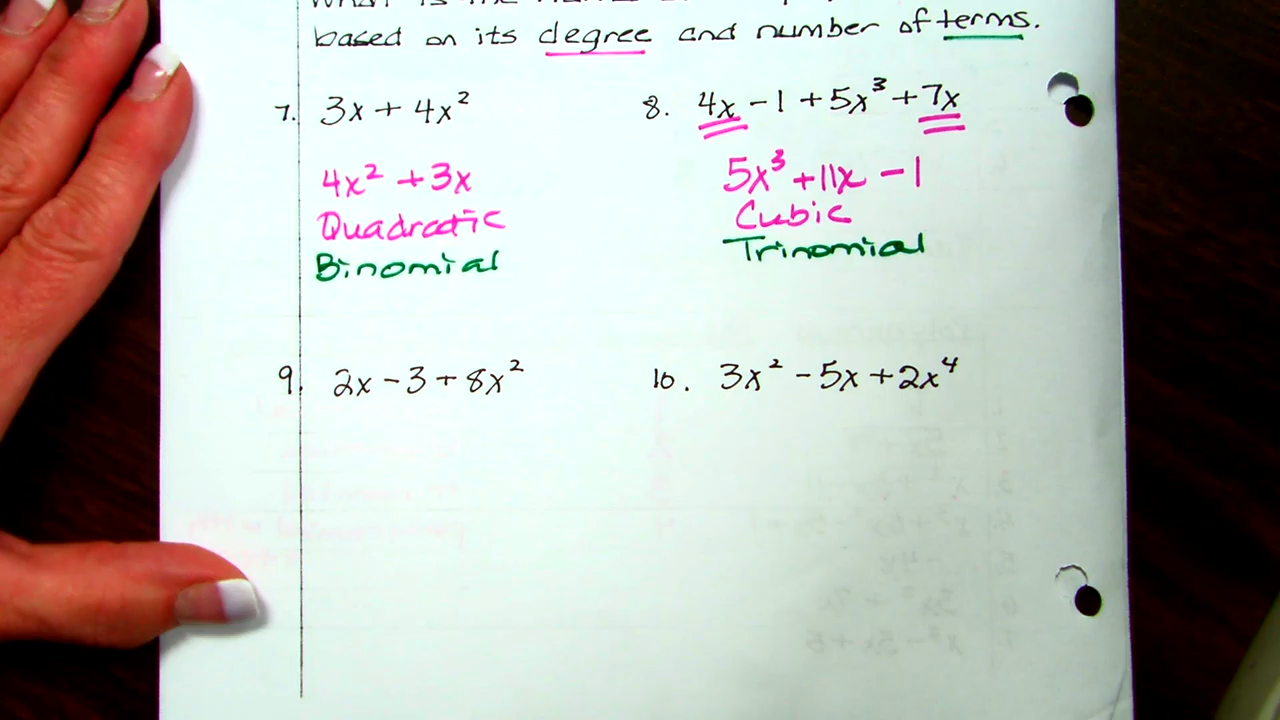 based on its degree and number of terms.
7. 3x + 4x²
4x² + 3x
Quadratic
Binomial
8. 4x - 1 + 5x³ + 7x
5x³ + 11x - 1
Cubic
Trinomial
9. 2x - 3 + 8x²
10. 3x² - 5x + 2x⁴